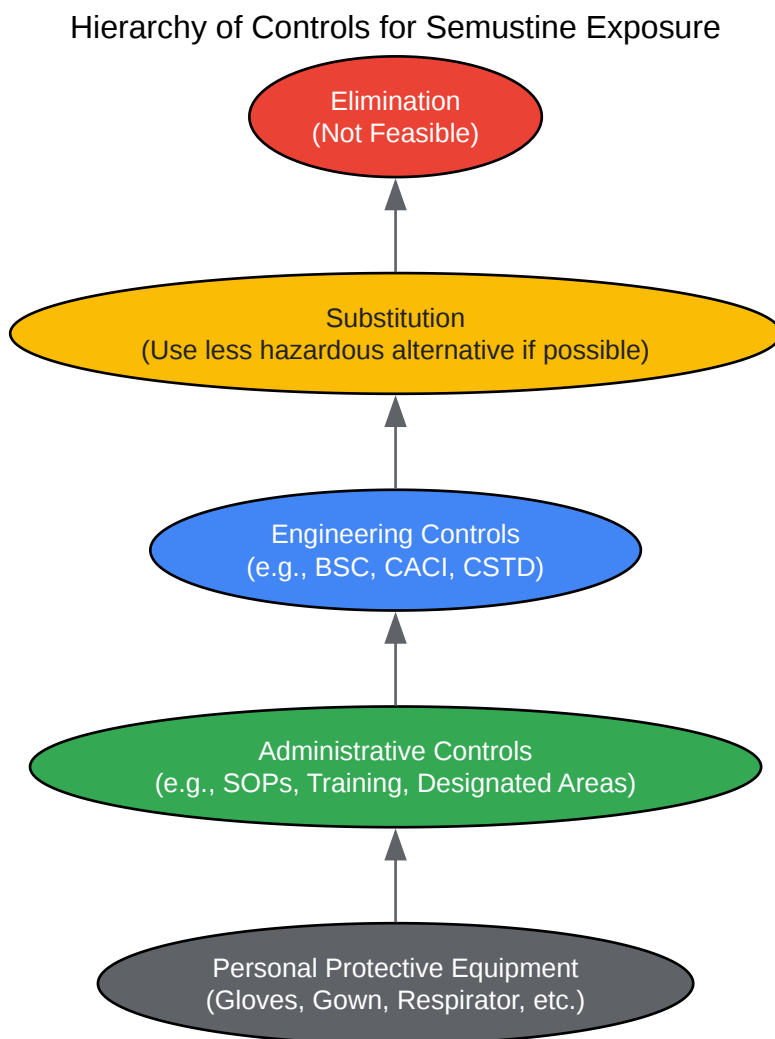 Hierarchy of Controls for Semustine Exposure
Elimination
(Not Feasible)
Substitution
(Use less hazardous alternative if possible)
Engineering Controls
(e.g., BSC, CACI, CSTD)
Administrative Controls
(e.g., SOPs, Training, Designated Areas)
Personal Protective Equipment
(Gloves, Gown, Respirator, etc.)